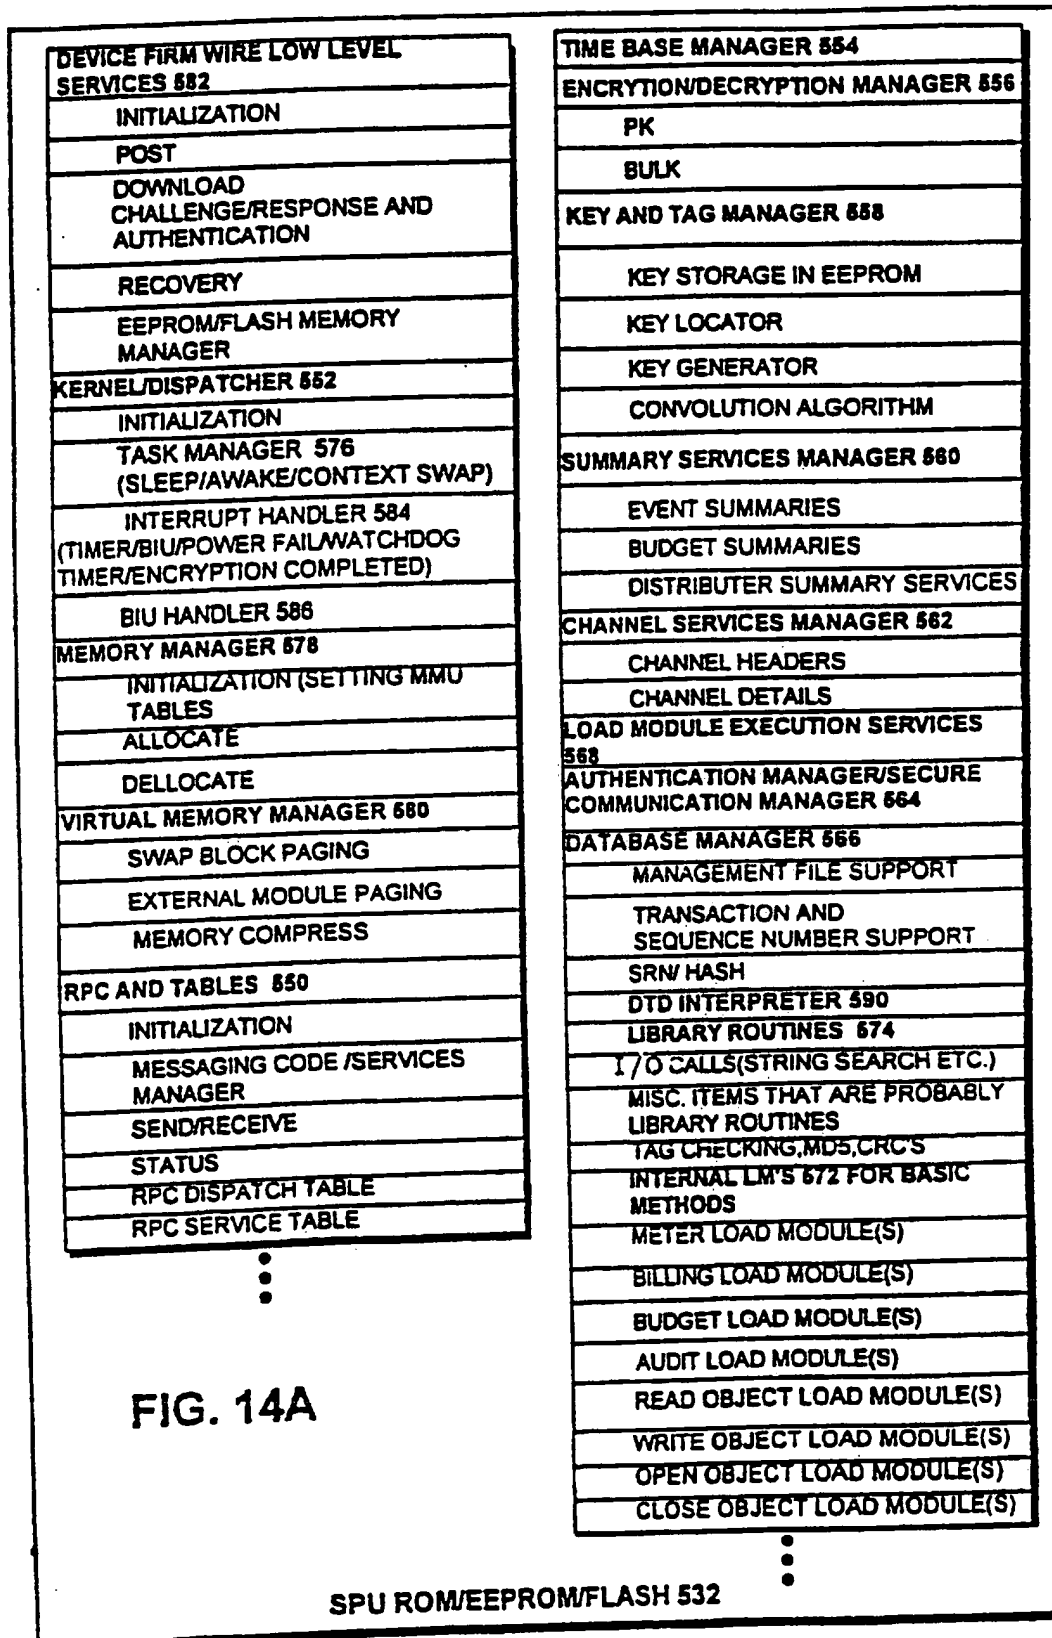 DEVICE FIRM WIRE LOW LEVEL
SERVICES 582
INITIALIZATION
POST
DOWNLOAD
CHALLENGE/RESPONSE AND
AUTHENTICATION
RECOVERY
EEPROM/FLASH MEMORY
MANAGER
KERNEL/DISPATCHER 552
INITIALIZATION
TASK MANAGER 576
(SLEEP/AWAKE/CONTEXT SWAP)
INTERRUPT HANDLER 584
(TIMER/BIU/POWER FAIL/WATCHDOG
TIMER/ENCRYPTION COMPLETED)
BIU HANDLER 586
MEMORY MANAGER 578
INITIALIZATION (SETTING MMU
TABLES
ALLOCATE
DELLOCATE
VIRTUAL MEMORY MANAGER 580
SWAP BLOCK PAGING
EXTERNAL MODULE PAGING
MEMORY COMPRESS
RPC AND TABLES 550
INITIALIZATION
MESSAGING CODE /SERVICES
MANAGER
SEND/RECEIVE
STATUS
RPC DISPATCH TABLE
RPC SERVICE TABLE
TIME BASE MANAGER 554
ENCRYTION/DECRYPTION MANAGER 556
PK
BULK
KEY AND TAG MANAGER 558
KEY STORAGE IN EEPROM
KEY LOCATOR
KEY GENERATOR
CONVOLUTION ALGORITHM
SUMMARY SERVICES MANAGER 560
EVENT SUMMARIES
BUDGET SUMMARIES
DISTRIBUTER SUMMARY SERVICES
CHANNEL SERVICES MANAGER 562
CHANNEL HEADERS
CHANNEL DETAILS
LOAD MODULE EXECUTION SERVICES
568
AUTHENTICATION MANAGER/SECURE
COMMUNICATION MANAGER 564
DATABASE MANAGER 566
MANAGEMENT FILE SUPPORT
TRANSACTION AND
SEQUENCE NUMBER SUPPORT
SRN/ HASH
DTD INTERPRETER 590
LIBRARY ROUTINES 574
I/O CALLS(STRING SEARCH ETC.)
MISC. ITEMS THAT ARE PROBABLY
LIBRARY ROUTINES
TAG CHECKING,MD5,CRC'S
INTERNAL LM'S 572 FOR BASIC
METHODS
METER LOAD MODULE(S)
BILLING LOAD MODULE(S)
BUDGET LOAD MODULE(S)
AUDIT LOAD MODULE(S)
READ OBJECT LOAD MODULE(S)
WRITE OBJECT LOAD MODULE(S)
OPEN OBJECT LOAD MODULE(S)
CLOSE OBJECT LOAD MODULE(S)
FIG. 14A
SPU ROM/EEPROM/FLASH 532